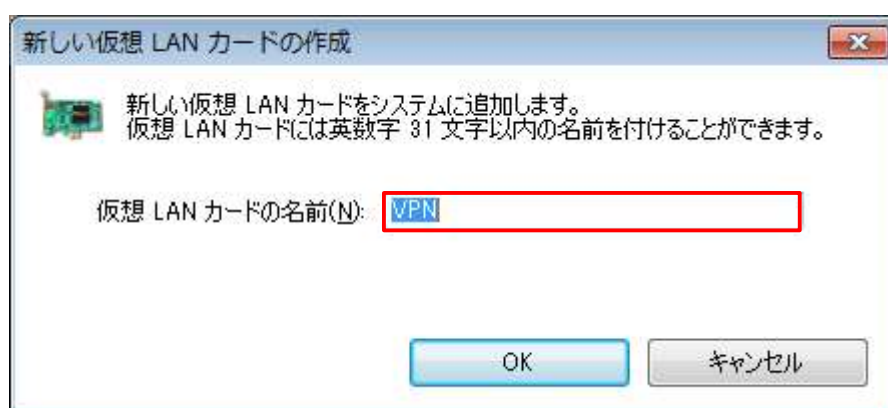 新しい仮想 LAN カードの作成
新しい仮想 LAN カードをシステムに追加します。
仮想 LAN カードには英数字 31 文字以内の名前を付けることができます。
仮想 LAN カードの名前(N): VPN
OK キャンセル